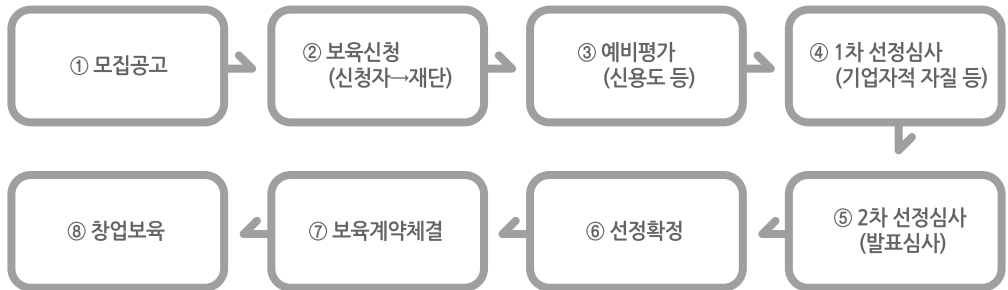 ① 모집공고
② 보육신청
(신청자→재단)
③ 예비평가
(신용도 등)
④ 1차 선정심사
(기업자적 자질 등)
⑤ 2차 선정심사
(발표심사)
⑥ 선정확정
⑦ 보육계약체결
⑧ 창업보육